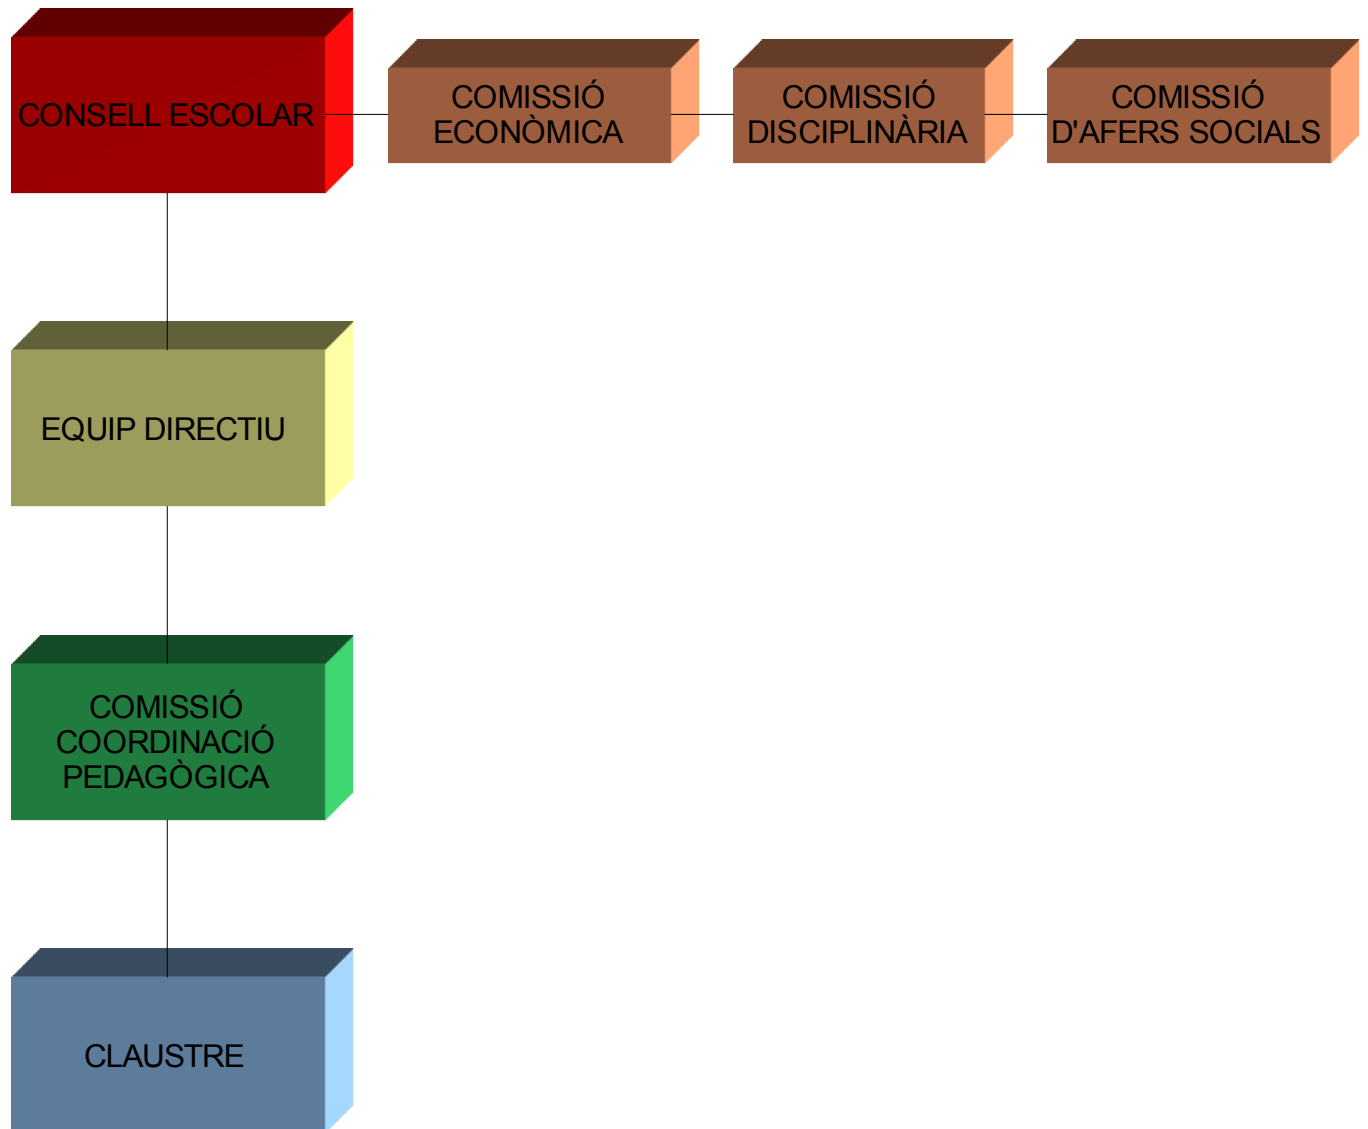 CONSELL ESCOLAR
COMISSIÓ
ECONÒMICA
COMISSIÓ
DISCIPLINÀRIA
COMISSIÓ
D'AFERS SOCIALS
EQUIP DIRECTIU
COMISSIÓ
COORDINACIÓ
PEDAGÒGICA
CLAUSTRE